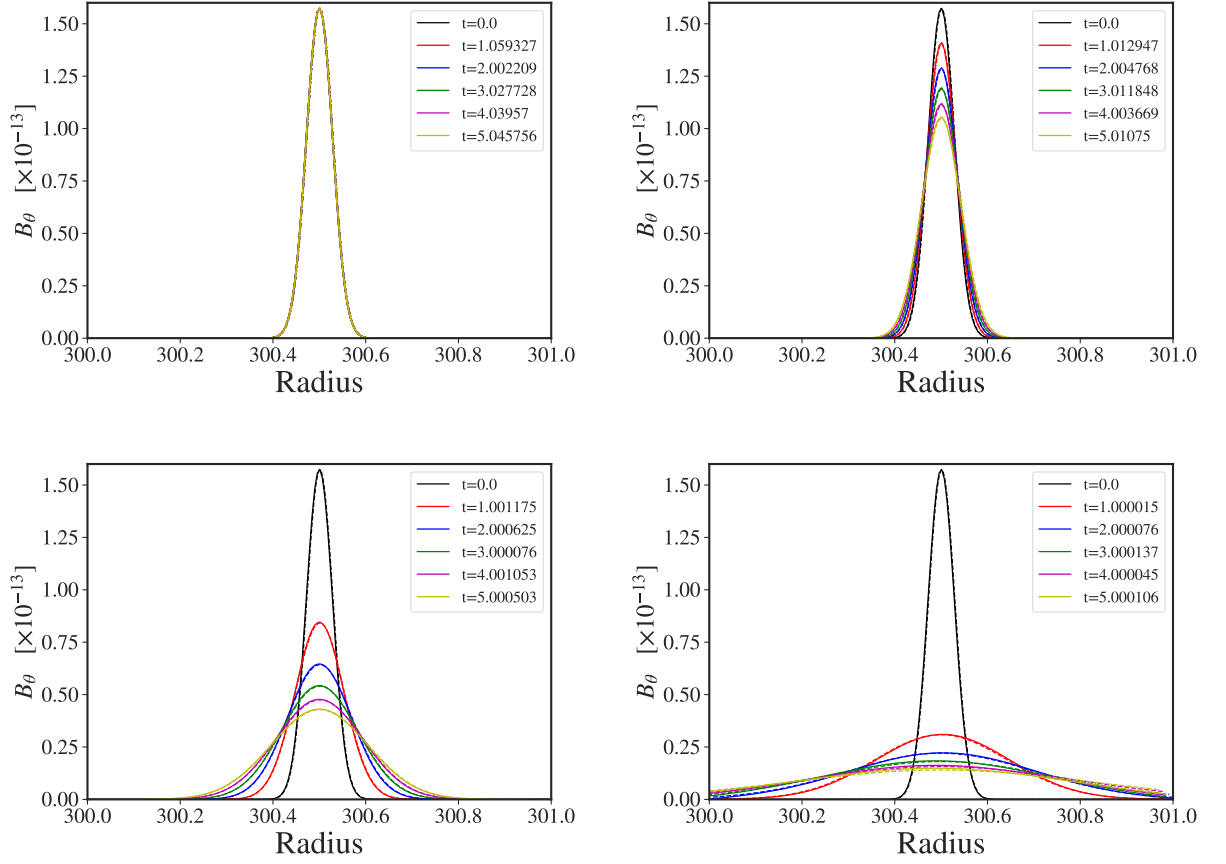 1.50
1.25
1.00
0.75
0.50
0.25
0.00
B_θ [×10^−13]
300.0 300.2 300.4 300.6 300.8 301.0
Radius
t=0.0
t=1.059327
t=2.002209
t=3.027728
t=4.03957
t=5.045756
1.50
1.25
1.00
0.75
0.50
0.25
0.00
B_θ [×10^−13]
300.0 300.2 300.4 300.6 300.8 301.0
Radius
t=0.0
t=1.012947
t=2.004768
t=3.011848
t=4.003669
t=5.01075
1.50
1.25
1.00
0.75
0.50
0.25
0.00
B_θ [×10^−13]
300.0 300.2 300.4 300.6 300.8 301.0
Radius
t=0.0
t=1.001175
t=2.000625
t=3.000076
t=4.001053
t=5.000503
1.50
1.25
1.00
0.75
0.50
0.25
0.00
B_θ [×10^−13]
300.0 300.2 300.4 300.6 300.8 301.0
Radius
t=0.0
t=1.000015
t=2.000076
t=3.000137
t=4.000045
t=5.000106